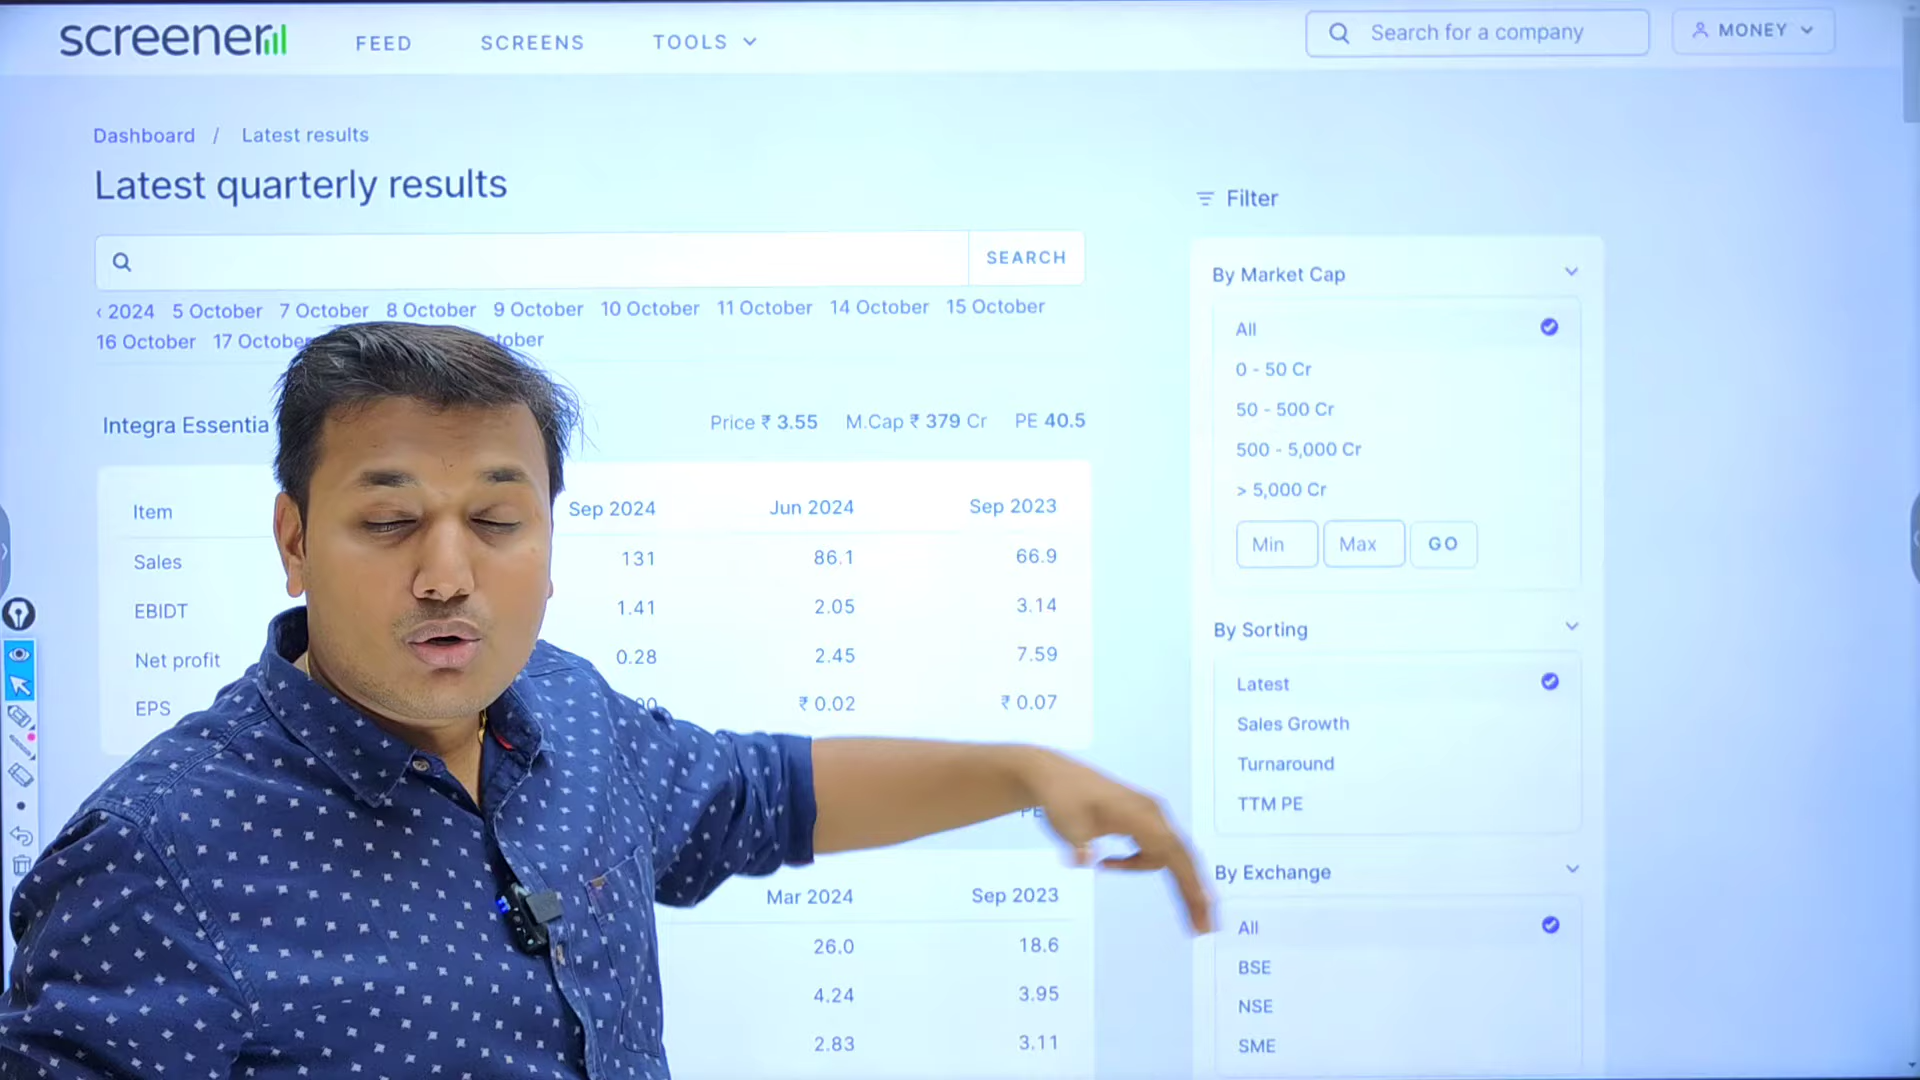 screener
FEED SCREENS TOOLS
Search for a company
MONEY
Dashboard / Latest results
Latest quarterly results
SEARCH
‹ 2024 5 October 7 October 8 October 9 October 10 October 11 October 14 October 15 October
16 October 17 October
Integra Essentia Price ₹ 3.55 M.Cap ₹ 379 Cr PE 40.5
Item Sep 2024 Jun 2024 Sep 2023
Sales 131 86.1 66.9
EBIDT 1.41 2.05 3.14
Net profit 0.28 2.45 7.59
EPS ₹ 0.02 ₹ 0.07
PE
Mar 2024 Sep 2023
26.0 18.6
4.24 3.95
2.83 3.11
Filter
By Market Cap
All
0 - 50 Cr
50 - 500 Cr
500 - 5,000 Cr
> 5,000 Cr
Min Max GO
By Sorting
Latest
Sales Growth
Turnaround
TTM PE
By Exchange
All
BSE
NSE
SME